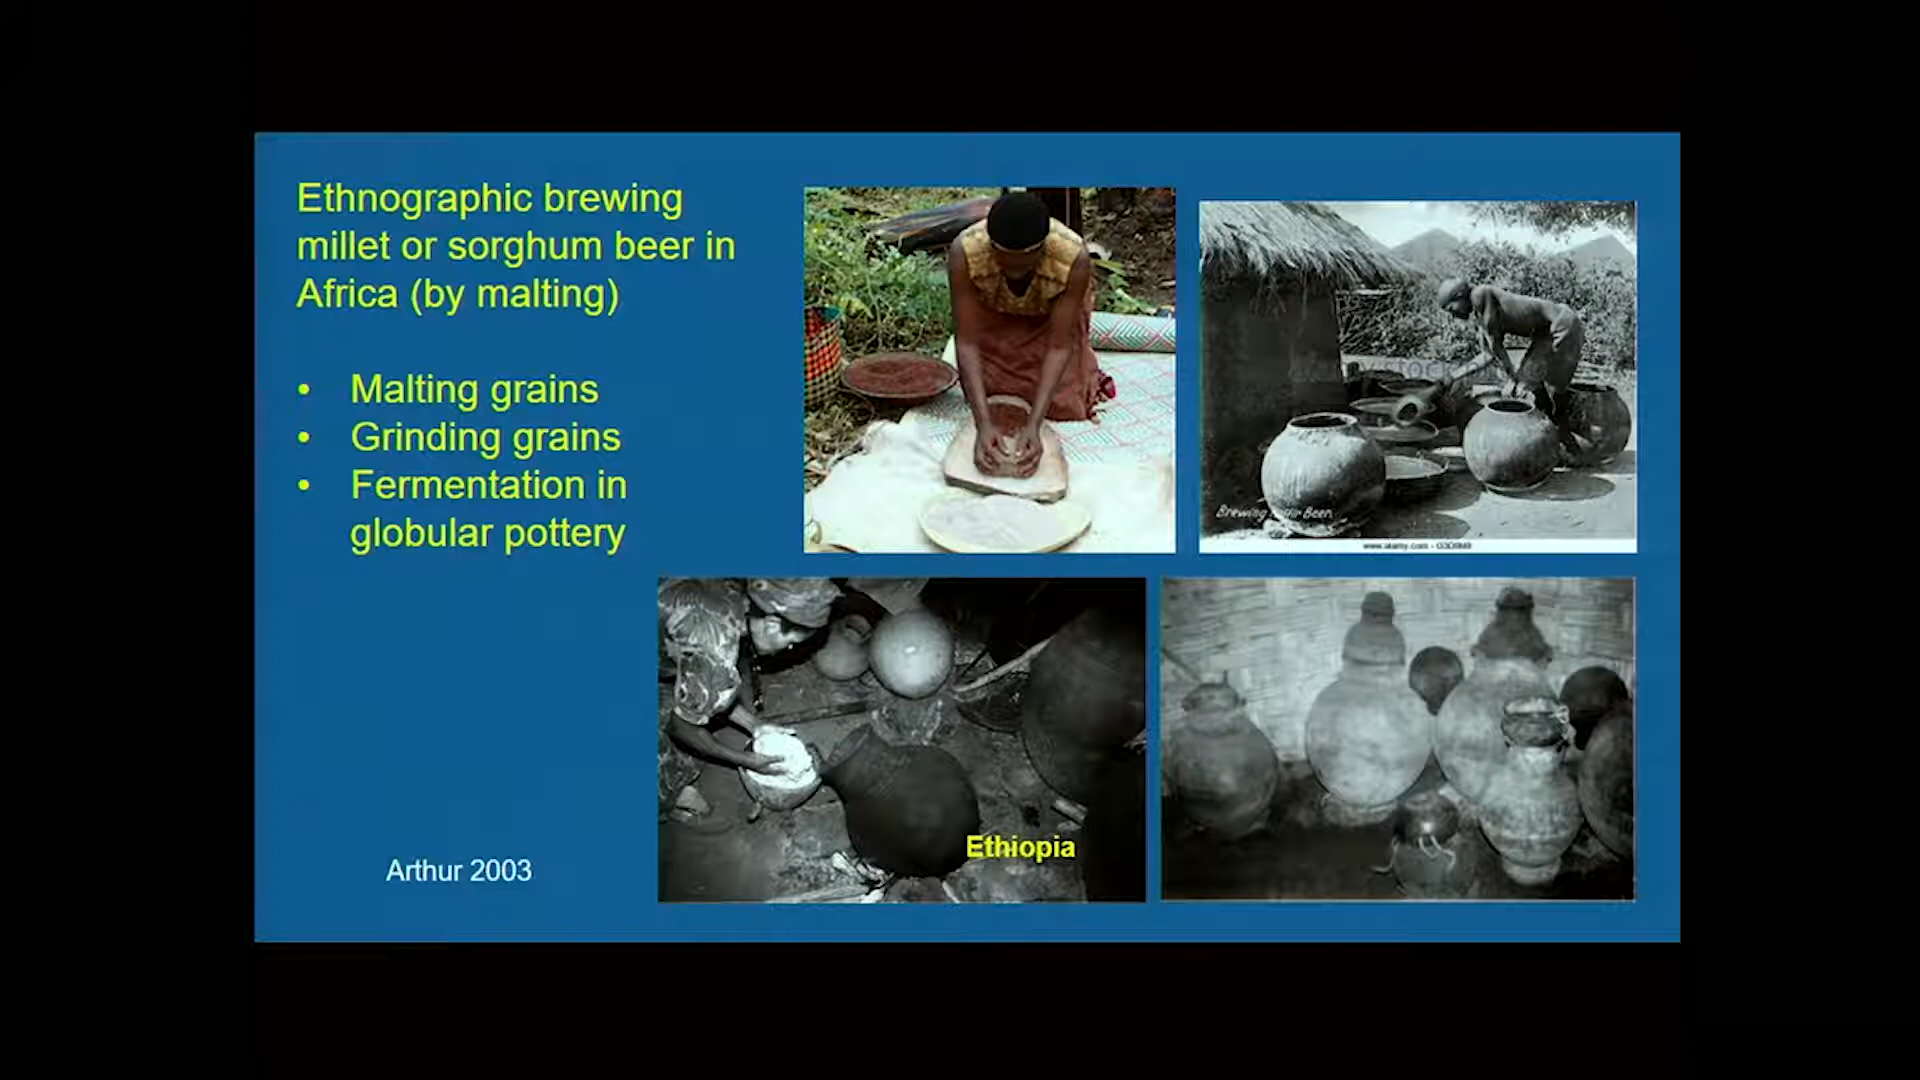 Ethnographic brewing
millet or sorghum beer in
Africa (by malting)
• Malting grains
• Grinding grains
• Fermentation in
globular pottery
Brewing Beer.
www.alamy.com
Ethiopia
Arthur 2003